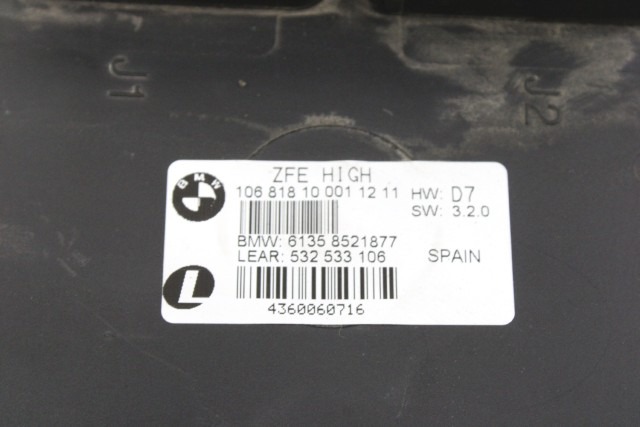 J1
J2
BMW
ZFE HIGH
106 818 10 001 12 11
HW: D7
SW: 3.2.0
BMW: 6135 8521877
LEAR: 532 533 106
SPAIN
L
4360060716